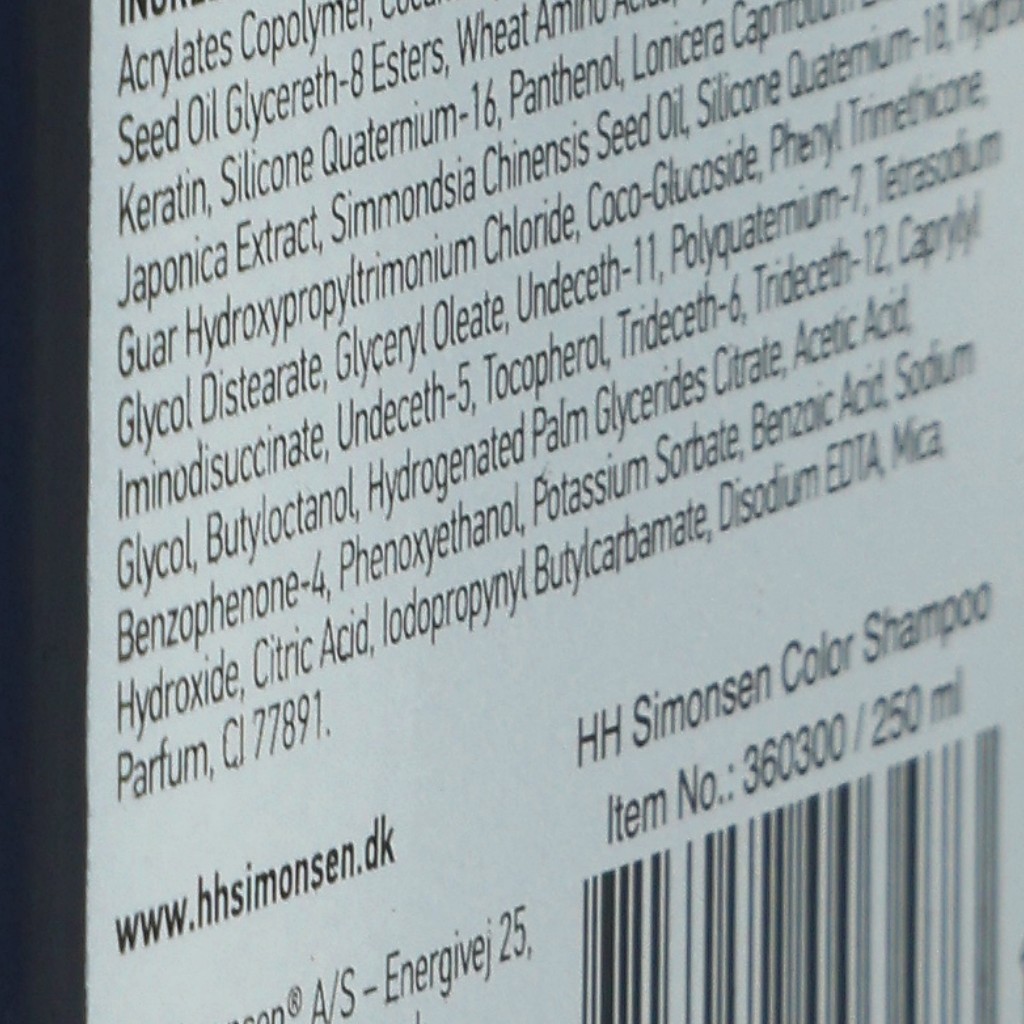 Acrylates Copolymer,
Seed Oil Glycereth-8 Esters, Wheat Amino
Keratin, Silicone Quaternium-16, Panthenol, Lonicera
Japonica Extract, Simmondsia Chinensis Seed Oil, Silicone Quaternium-18,
Guar Hydroxypropyltrimonium Chloride, Coco-Glucoside, Phenyl Trimethicone,
Glycol Distearate, Glyceryl Oleate, Undeceth-11, Polyquaternium-7, Tetrasodium
Iminodisuccinate, Undeceth-5, Tocopherol, Trideceth-6, Trideceth-12, Caprylyl
Glycol, Butyloctanol, Hydrogenated Palm Glycerides Citrate, Acetic Acid,
Benzophenone-4, Phenoxyethanol, Potassium Sorbate, Benzoic Acid, Sodium
Hydroxide, Citric Acid, Iodopropynyl Butylcarbamate, Disodium EDTA, Mica,
Parfum, CI 77891.
HH Simonsen Color Shampoo
Item No.: 360300 / 250 ml
www.hhsimonsen.dk
A/S – Energivej 25,